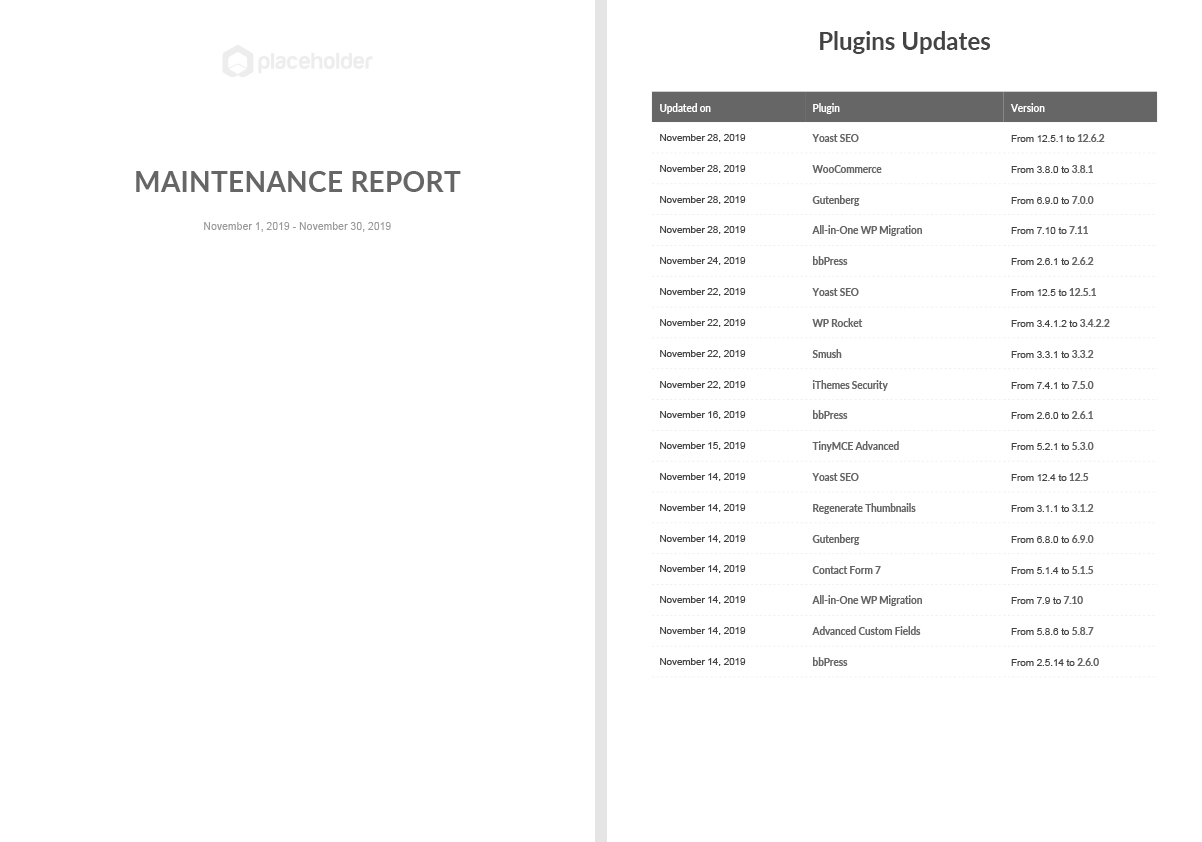 placeholder
MAINTENANCE REPORT
November 1, 2019 - November 30, 2019
Plugins Updates
Updated on Plugin Version
November 28, 2019 Yoast SEO From 12.5.1 to 12.6.2
November 28, 2019 WooCommerce From 3.8.0 to 3.8.1
November 28, 2019 Gutenberg From 6.9.0 to 7.0.0
November 28, 2019 All-in-One WP Migration From 7.10 to 7.11
November 24, 2019 bbPress From 2.6.1 to 2.6.2
November 22, 2019 Yoast SEO From 12.5 to 12.5.1
November 22, 2019 WP Rocket From 3.4.1.2 to 3.4.2.2
November 22, 2019 Smush From 3.3.1 to 3.3.2
November 22, 2019 iThemes Security From 7.4.1 to 7.5.0
November 16, 2019 bbPress From 2.6.0 to 2.6.1
November 15, 2019 TinyMCE Advanced From 5.2.1 to 5.3.0
November 14, 2019 Yoast SEO From 12.4 to 12.5
November 14, 2019 Regenerate Thumbnails From 3.1.1 to 3.1.2
November 14, 2019 Gutenberg From 6.8.0 to 6.9.0
November 14, 2019 Contact Form 7 From 5.1.4 to 5.1.5
November 14, 2019 All-in-One WP Migration From 7.9 to 7.10
November 14, 2019 Advanced Custom Fields From 5.8.6 to 5.8.7
November 14, 2019 bbPress From 2.5.14 to 2.6.0